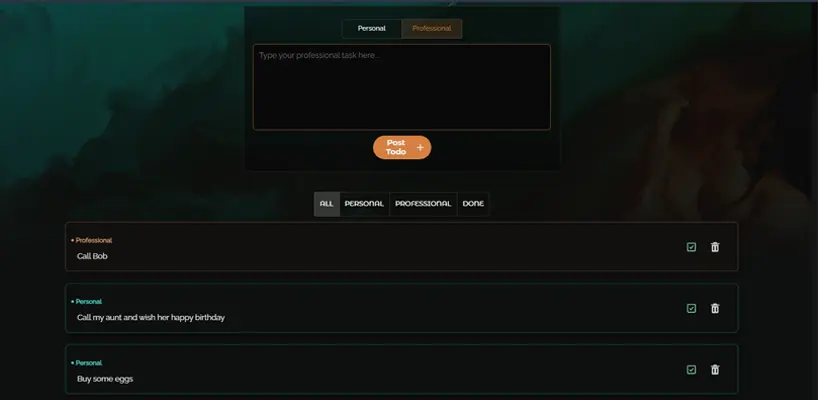 Personal Professional
Type your professional task here...
Post
Todo +
ALL PERSONAL PROFESSIONAL DONE
• Professional
Call Bob
• Personal
Call my aunt and wish her happy birthday
• Personal
Buy some eggs